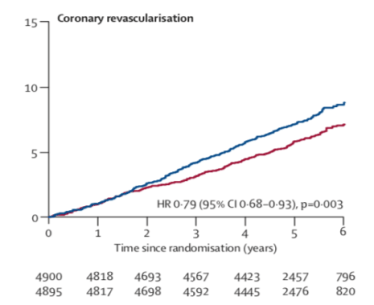 Coronary revascularisation
15
10
5
0
HR 0·79 (95% CI 0·68–0·93), p=0·003
0 1 2 3 4 5 6
Time since randomisation (years)
4900 4818 4693 4567 4423 2457 796
4895 4817 4698 4592 4445 2476 820